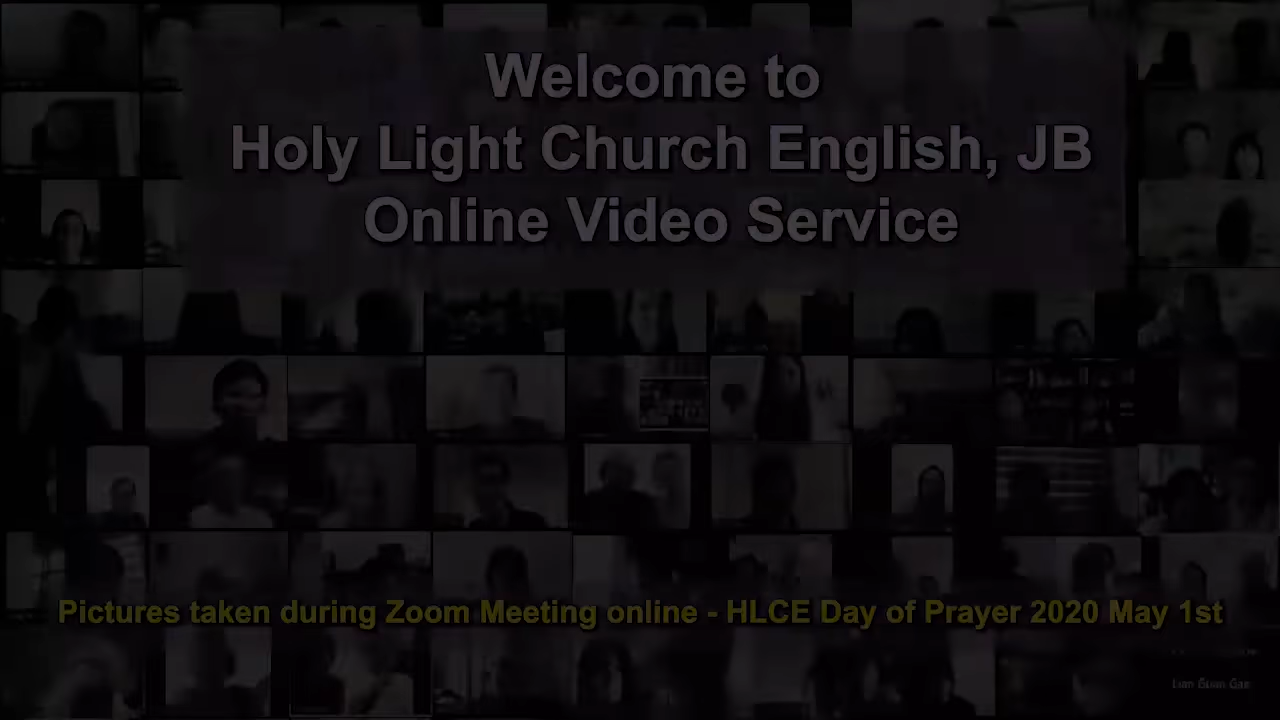 Welcome to
Holy Light Church English, JB
Online Video Service
Pictures taken during Zoom Meeting online - HLCE Day of Prayer 2020 May 1st